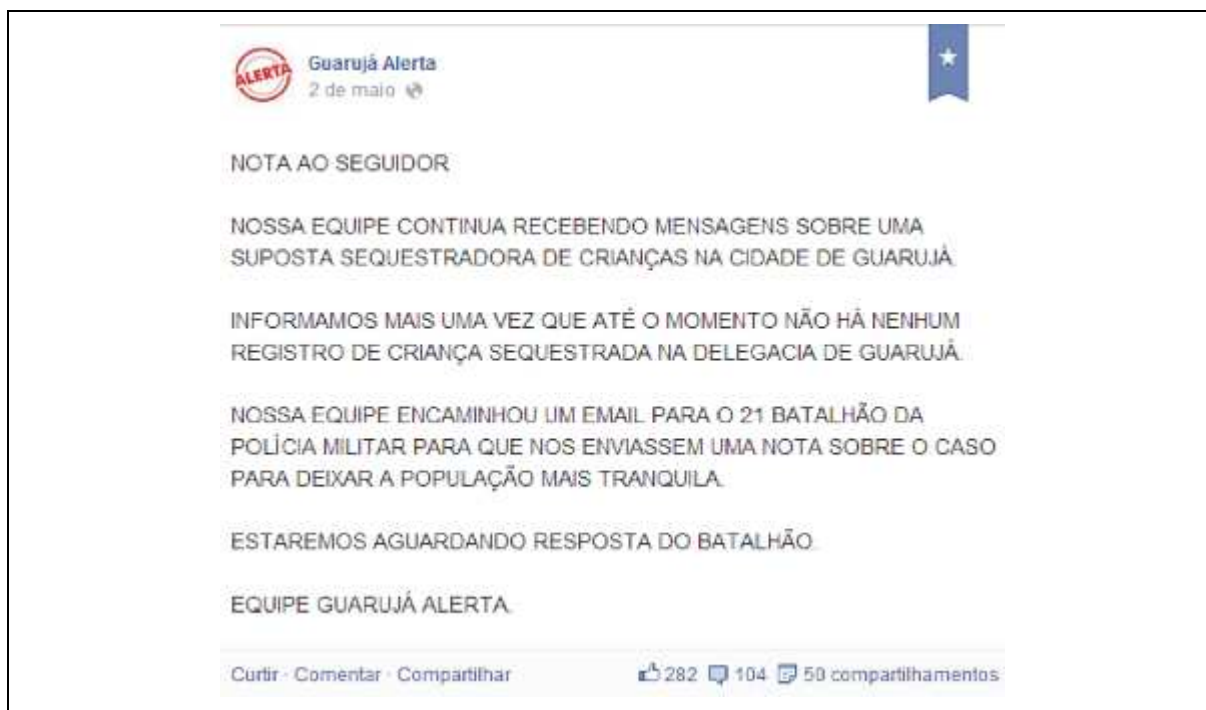 ALERTA
Guarujá Alerta
2 de maio
NOTA AO SEGUIDOR
NOSSA EQUIPE CONTINUA RECEBENDO MENSAGENS SOBRE UMA
SUPOSTA SEQUESTRADORA DE CRIANÇAS NA CIDADE DE GUARUJÁ.
INFORMAMOS MAIS UMA VEZ QUE ATÉ O MOMENTO NÃO HÁ NENHUM
REGISTRO DE CRIANÇA SEQUESTRADA NA DELEGACIA DE GUARUJÁ.
NOSSA EQUIPE ENCAMINHOU UM EMAIL PARA O 21 BATALHÃO DA
POLÍCIA MILITAR PARA QUE NOS ENVIASSEM UMA NOTA SOBRE O CASO
PARA DEIXAR A POPULAÇÃO MAIS TRANQUILA.
ESTAREMOS AGUARDANDO RESPOSTA DO BATALHÃO.
EQUIPE GUARUJÁ ALERTA.
Curtir · Comentar · Compartilhar 282 104 50 compartilhamentos